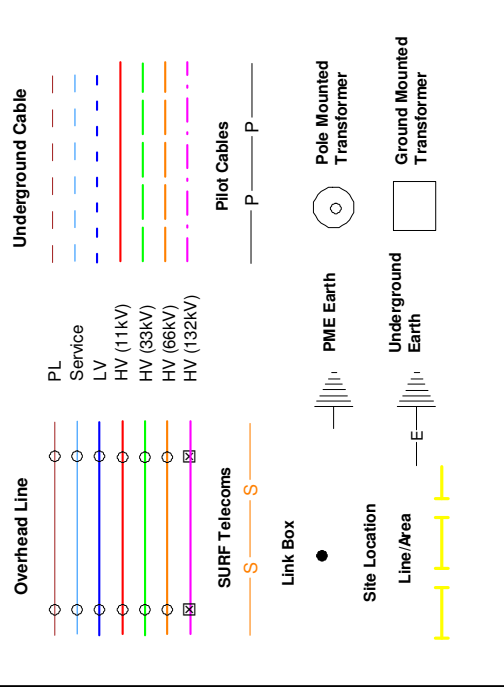 Overhead Line
Underground Cable
PL
Service
LV
HV (11kV)
HV (33kV)
HV (66kV)
HV (132kV)
SURF Telecoms
S S
Pilot Cables
P P
Link Box
PME Earth
Pole Mounted
Transformer
Site Location
Line/Area
E
Underground
Earth
Ground Mounted
Transformer